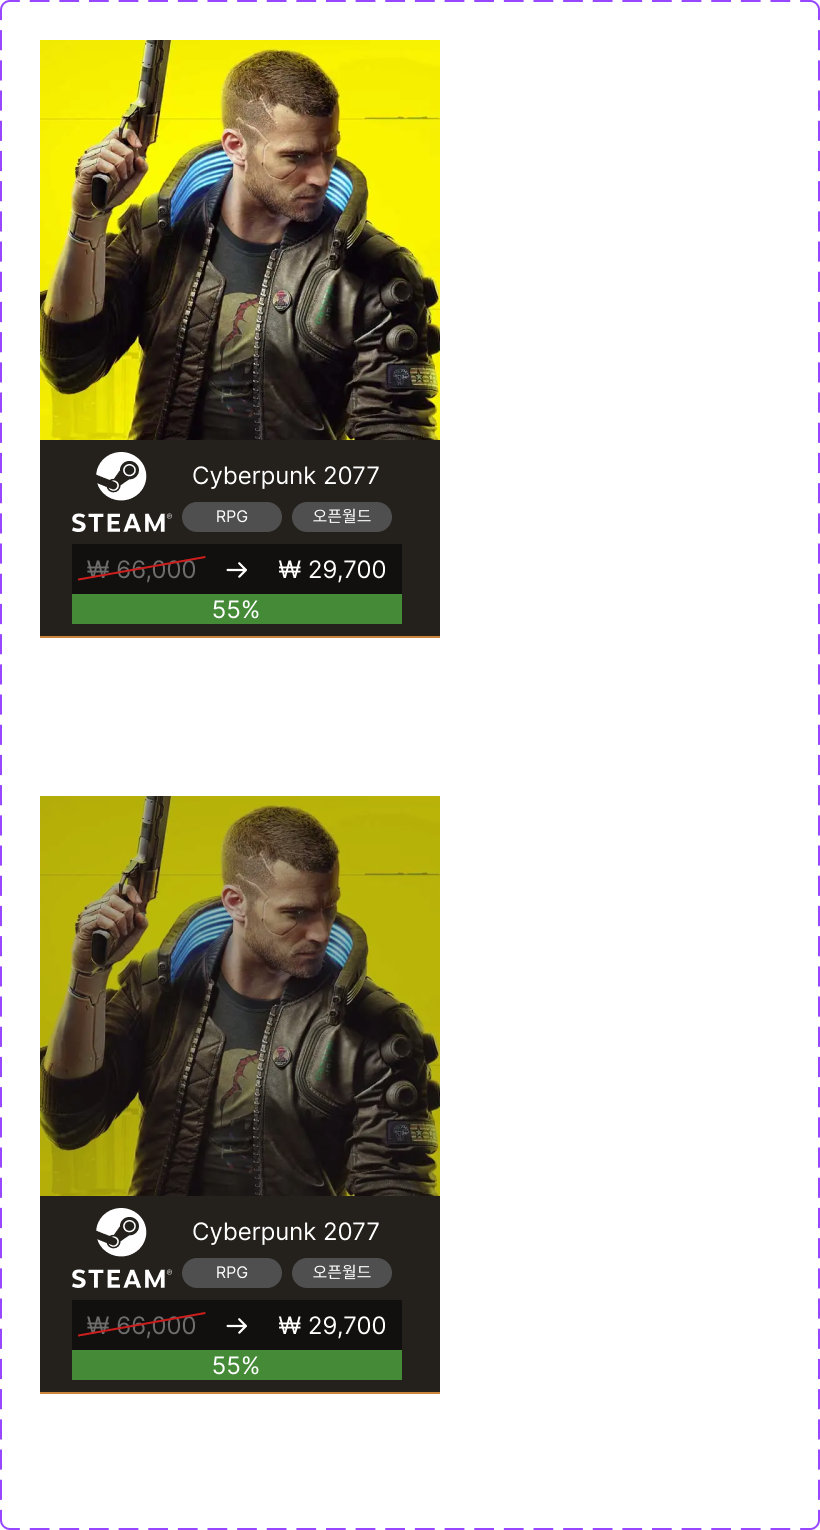 Cyberpunk 2077
STEAM®
RPG
오픈월드
₩ 66,000 → ₩ 29,700
55%
Cyberpunk 2077
STEAM®
RPG
오픈월드
₩ 66,000 → ₩ 29,700
55%